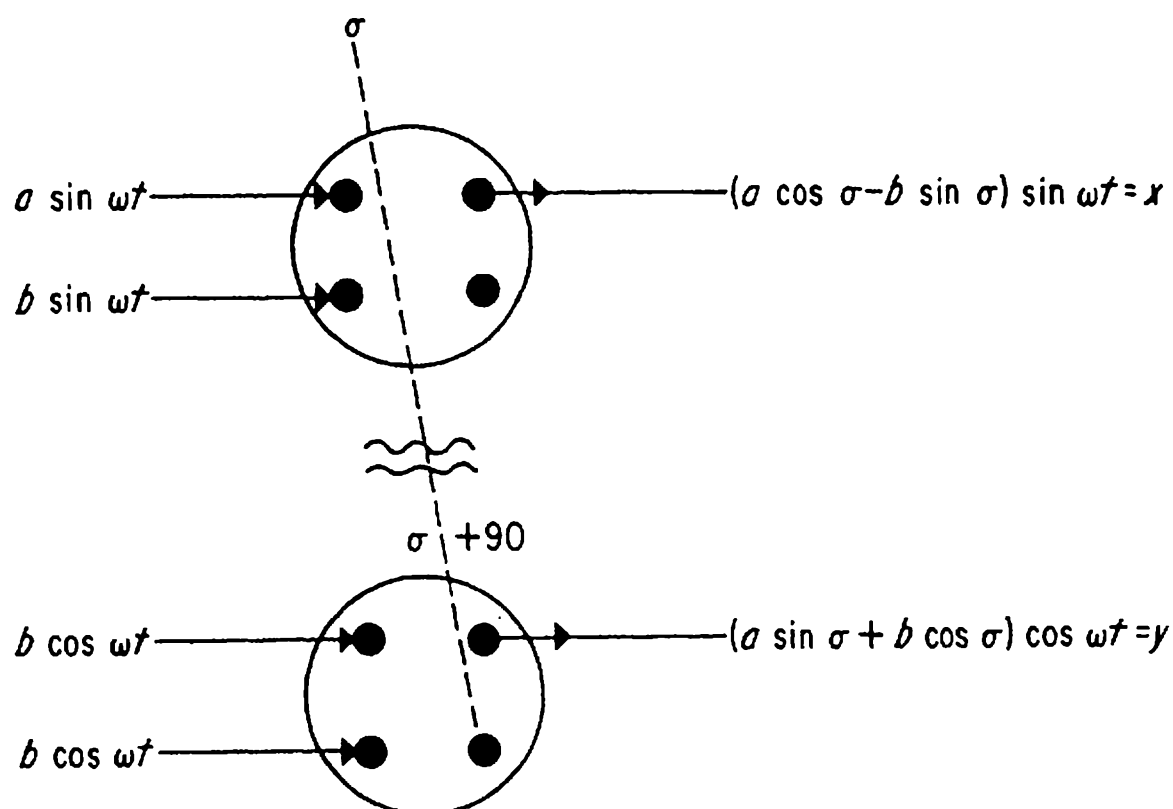 σ
a sin ωt
(a cos σ-b sin σ) sin ωt=x
b sin ωt
σ +90
b cos ωt
(a sin σ + b cos σ) cos ωt=y
b cos ωt